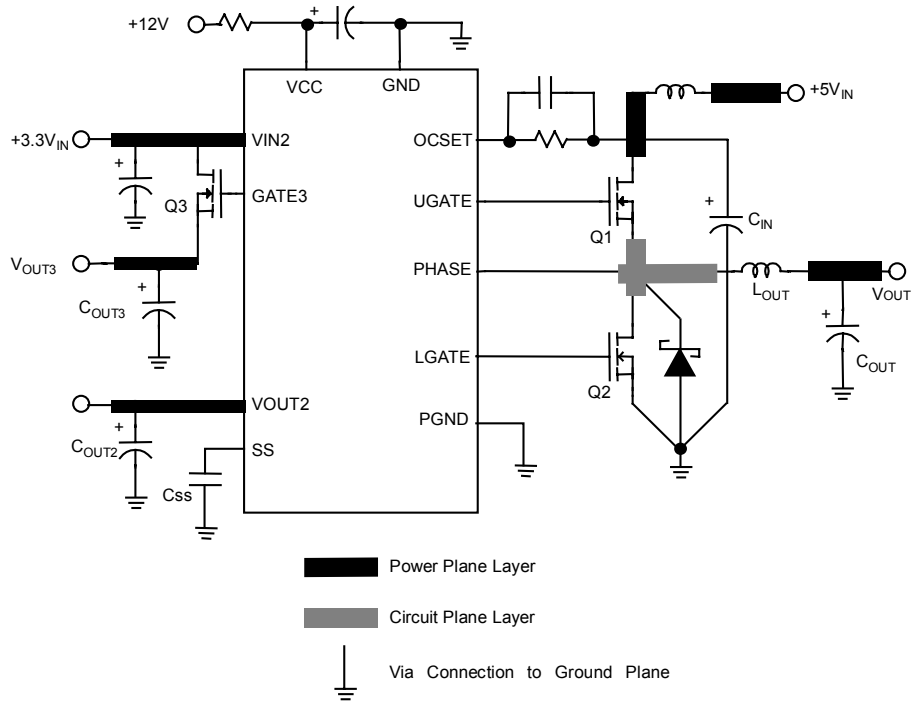 +12V
+
VCC
GND
+5VIN
+3.3VIN
VIN2
OCSET
+
Q3
GATE3
UGATE
Q1
+
CIN
VOUT3
PHASE
LOUT
VOUT
+
COUT3
+
COUT
LGATE
Q2
VOUT2
PGND
+
COUT2
SS
Css
Power Plane Layer
Circuit Plane Layer
Via Connection to Ground Plane